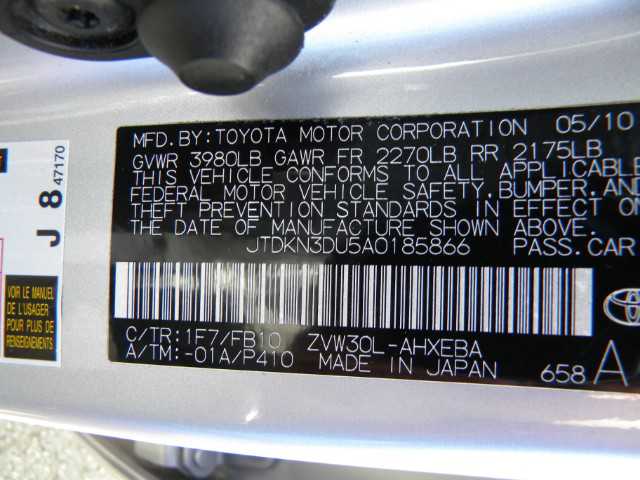 MFD.BY:TOYOTA MOTOR CORPORATION 05/10
GVWR 3980LB GAWR FR 2270LB RR 2175LB
THIS VEHICLE CONFORMS TO ALL APPLICABLE
FEDERAL MOTOR VEHICLE SAFETY.BUMPER.AND
THEFT PREVENTION STANDARDS IN EFFECT ON
THE DATE OF MANUFACTURE SHOWN ABOVE.
JTDKN3DU5A0185866 PASS.CAR
C/TR:1F7/FB10 ZVW30L-AHXEBA
A/TM:-01A/P410 MADE IN JAPAN
658 A
J 8
47170
VOIR LE MANUEL
DE L'USAGER
POUR PLUS DE
RENSEIGNEMENTS